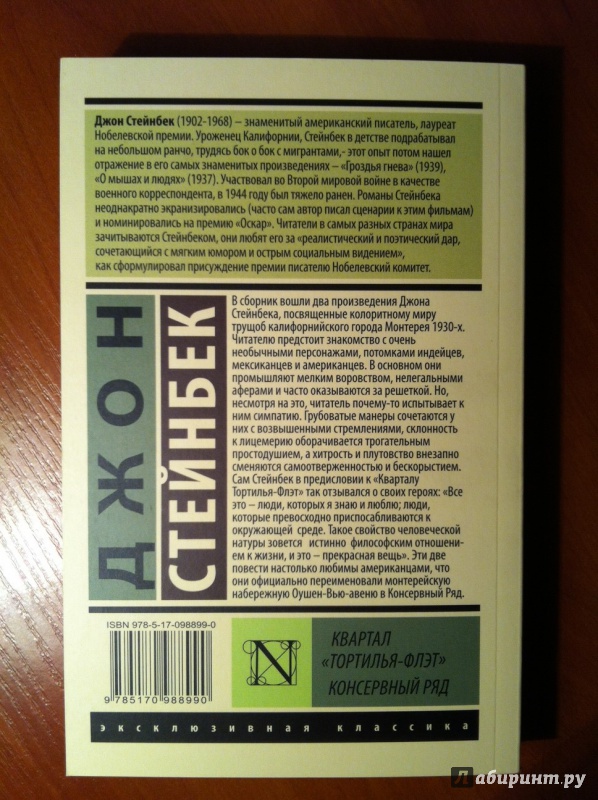 Джон Стейнбек (1902-1968) – знаменитый американский писатель, лауреат
Нобелевской премии. Уроженец Калифорнии, Стейнбек в детстве подрабатывал
на небольшом ранчо, трудясь бок о бок с мигрантами,- этот опыт потом нашел
отражение в его самых знаменитых произведениях – «Гроздья гнева» (1939),
«О мышах и людях» (1937). Участвовал во Второй мировой войне в качестве
военного корреспондента, в 1944 году был тяжело ранен. Романы Стейнбека
неоднакратно экранизировались (часто сам автор писал сценарии к этим фильмам)
и номинировались на премию «Оскар». Читатели в самых разных странах мира
зачитываются Стейнбеком, они любят его за «реалистический и поэтический дар,
сочетающийся с мягким юмором и острым социальным видением»,
как сформулировал присуждение премии писателю Нобелевский комитет.
ДЖОН
СТЕЙНБЕК
В сборник вошли два произведения Джона
Стейнбека, посвященные колоритному миру
трущоб калифорнийского города Монтерея 1930-х.
Читателю предстоит знакомство с очень
необычными персонажами, потомками индейцев,
мексиканцев и американцев. В основном они
промышляют мелким воровством, нелегальными
аферами и часто оказываются за решеткой. Но,
несмотря на это, читатель почему-то испытывает к
ним симпатию. Грубоватые манеры сочетаются у
них с возвышенными стремлениями, склонность
к лицемерию оборачивается трогательным
простодушием, а хитрость и плутовство внезапно
сменяются самоотверженностью и бескорыстием.
Сам Стейнбек в предисловии к «Кварталу
Тортилья-Флэт» так отзывался о своих героях: «Все
это – люди, которых я знаю и люблю; люди,
которые превосходно приспосабливаются к
окружающей среде. Такое свойство человеческой
натуры зовется истинно философским отношени-
ем к жизни, и это – прекрасная вещь». Эти две
повести настолько любимы американцами, что
они официально переименовали монтерейскую
набережную Оушен-Вью-авеню в Консервный Ряд.
ISBN 978-5-17-098899-0
9 785170 988990
N
КВАРТАЛ
«ТОРТИЛЬЯ-ФЛЭТ»
КОНСЕРВНЫЙ РЯД
эксклюзивная классика
Лабиринт.ру